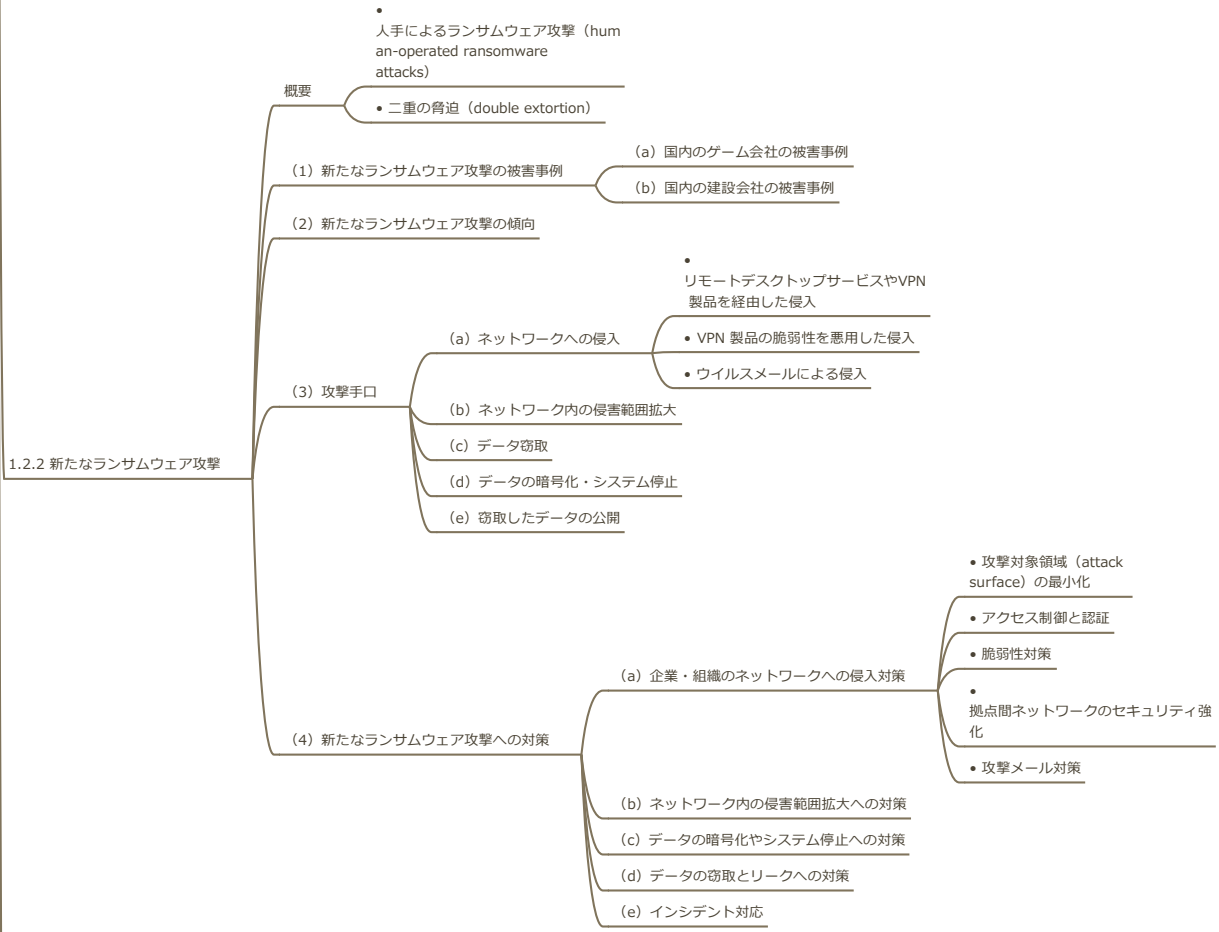 1.2.2 新たなランサムウェア攻撃
概要
•
人手によるランサムウェア攻撃（hum
an-operated ransomware
attacks）
• 二重の脅迫（double extortion）
（1）新たなランサムウェア攻撃の被害事例
（a）国内のゲーム会社の被害事例
（b）国内の建設会社の被害事例
（2）新たなランサムウェア攻撃の傾向
（3）攻撃手口
（a）ネットワークへの侵入
•
リモートデスクトップサービスやVPN
製品を経由した侵入
• VPN 製品の脆弱性を悪用した侵入
• ウイルスメールによる侵入
（b）ネットワーク内の侵害範囲拡大
（c）データ窃取
（d）データの暗号化・システム停止
（e）窃取したデータの公開
（4）新たなランサムウェア攻撃への対策
（a）企業・組織のネットワークへの侵入対策
• 攻撃対象領域（attack
surface）の最小化
• アクセス制御と認証
• 脆弱性対策
•
拠点間ネットワークのセキュリティ強
化
• 攻撃メール対策
（b）ネットワーク内の侵害範囲拡大への対策
（c）データの暗号化やシステム停止への対策
（d）データの窃取とリークへの対策
（e）インシデント対応